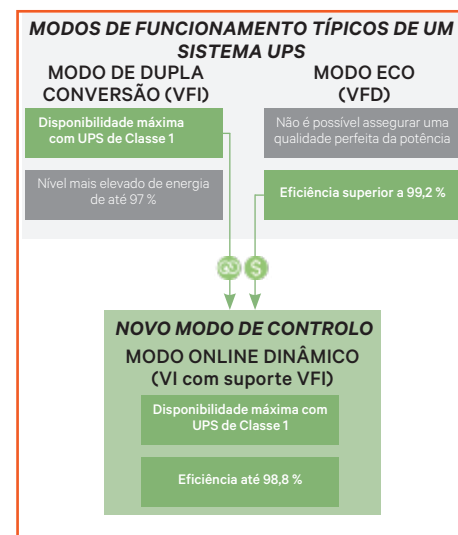 MODOS DE FUNCIONAMENTO TÍPICOS DE UM
SISTEMA UPS
MODO DE DUPLA
CONVERSÃO (VFI)
Disponibilidade máxima
com UPS de Classe 1
Nível mais elevado de energia
de até 97 %
MODO ECO
(VFD)
Não é possível assegurar uma
qualidade perfeita da potência
Eficiência superior a 99,2 %
$
NOVO MODO DE CONTROLO
MODO ONLINE DINÂMICO
(VI com suporte VFI)
Disponibilidade máxima com
UPS de Classe 1
Eficiência até 98,8 %